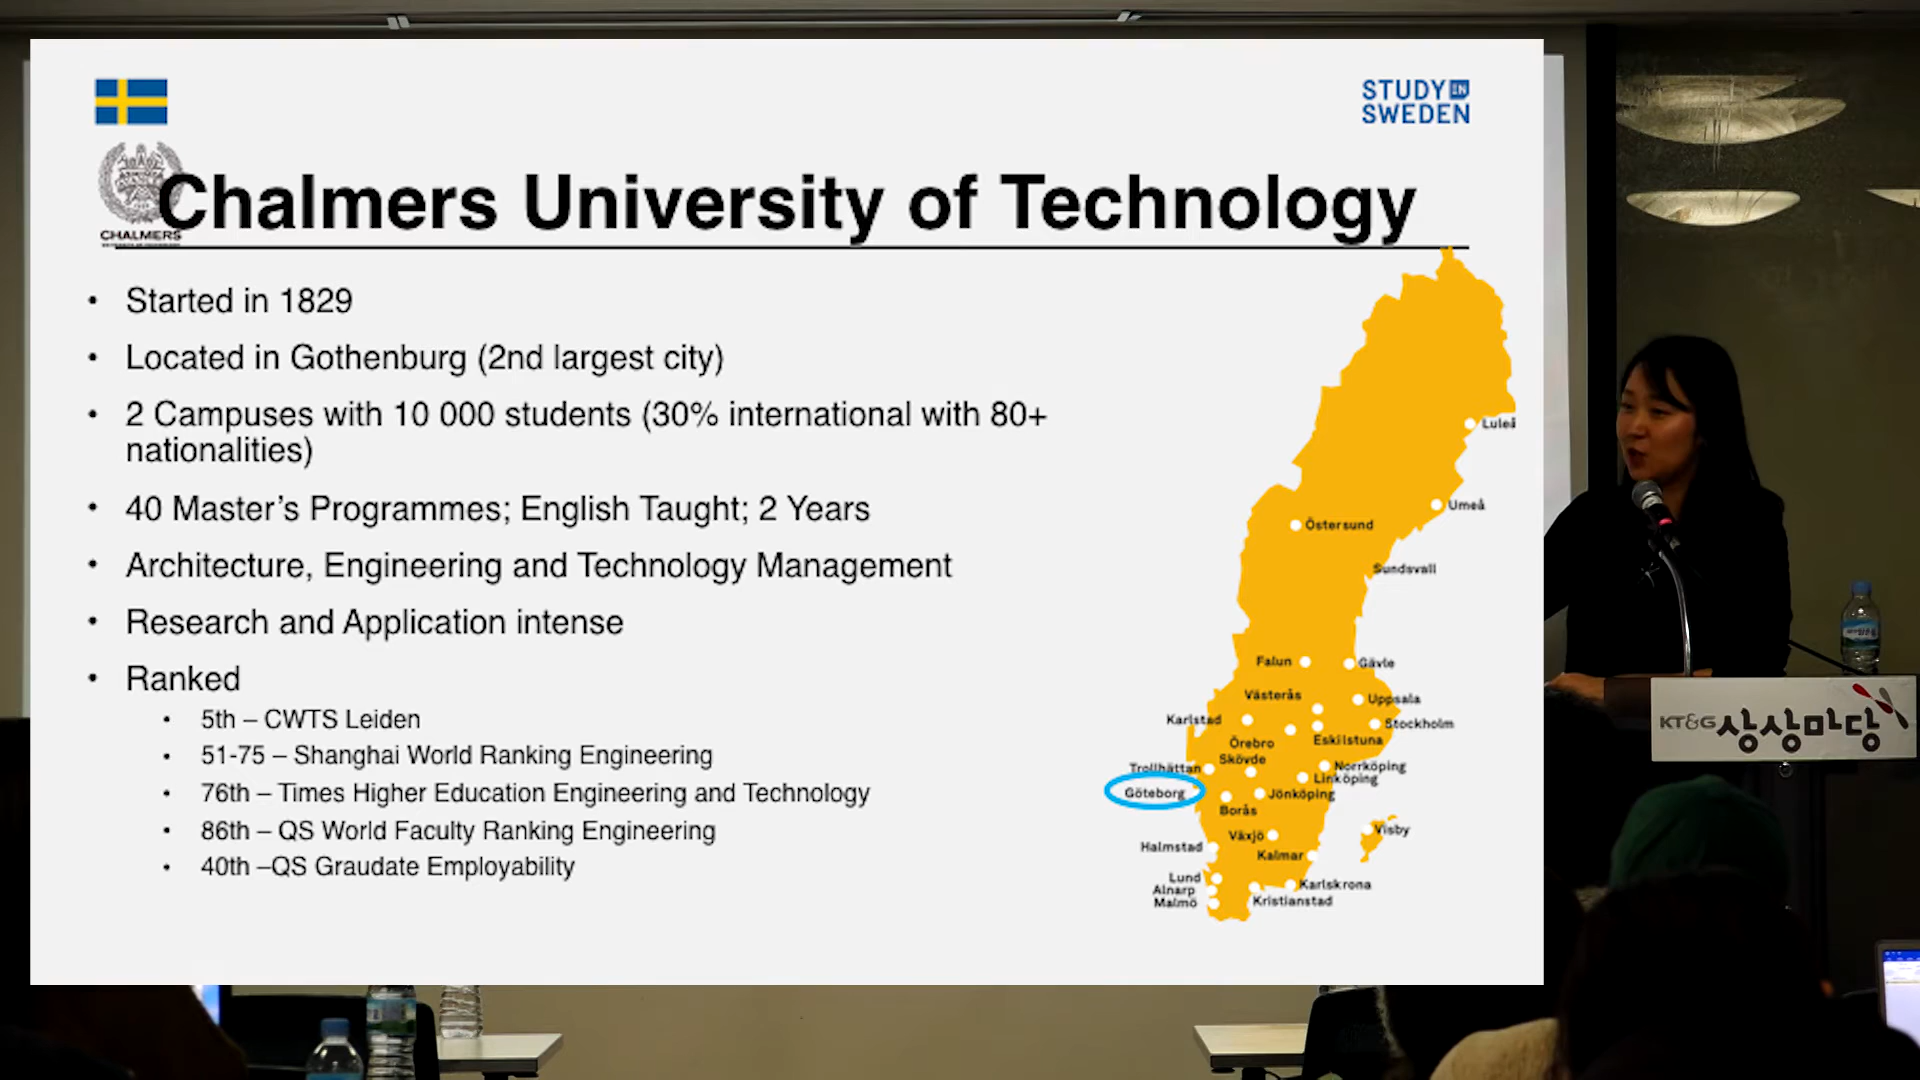 STUDY IN
SWEDEN
CHALMERS
Chalmers University of Technology
• Started in 1829
• Located in Gothenburg (2nd largest city)
• 2 Campuses with 10 000 students (30% international with 80+
nationalities)
• 40 Master's Programmes; English Taught; 2 Years
• Architecture, Engineering and Technology Management
• Research and Application intense
• Ranked
• 5th – CWTS Leiden
• 51-75 – Shanghai World Ranking Engineering
• 76th – Times Higher Education Engineering and Technology
• 86th – QS World Faculty Ranking Engineering
• 40th –QS Graudate Employability
Luleå
Umeå
Östersund
Sundsvall
Falun
Gävle
Västerås
Uppsala
Karlstad
Stockholm
Örebro
Eskilstuna
Skövde
Trollhättan
Norrköping
Linköping
Göteborg
Jönköping
Borås
Visby
Växjö
Halmstad
Kalmar
Lund
Karlskrona
Alnarp
Malmö
Kristianstad
KT&G 상상마당